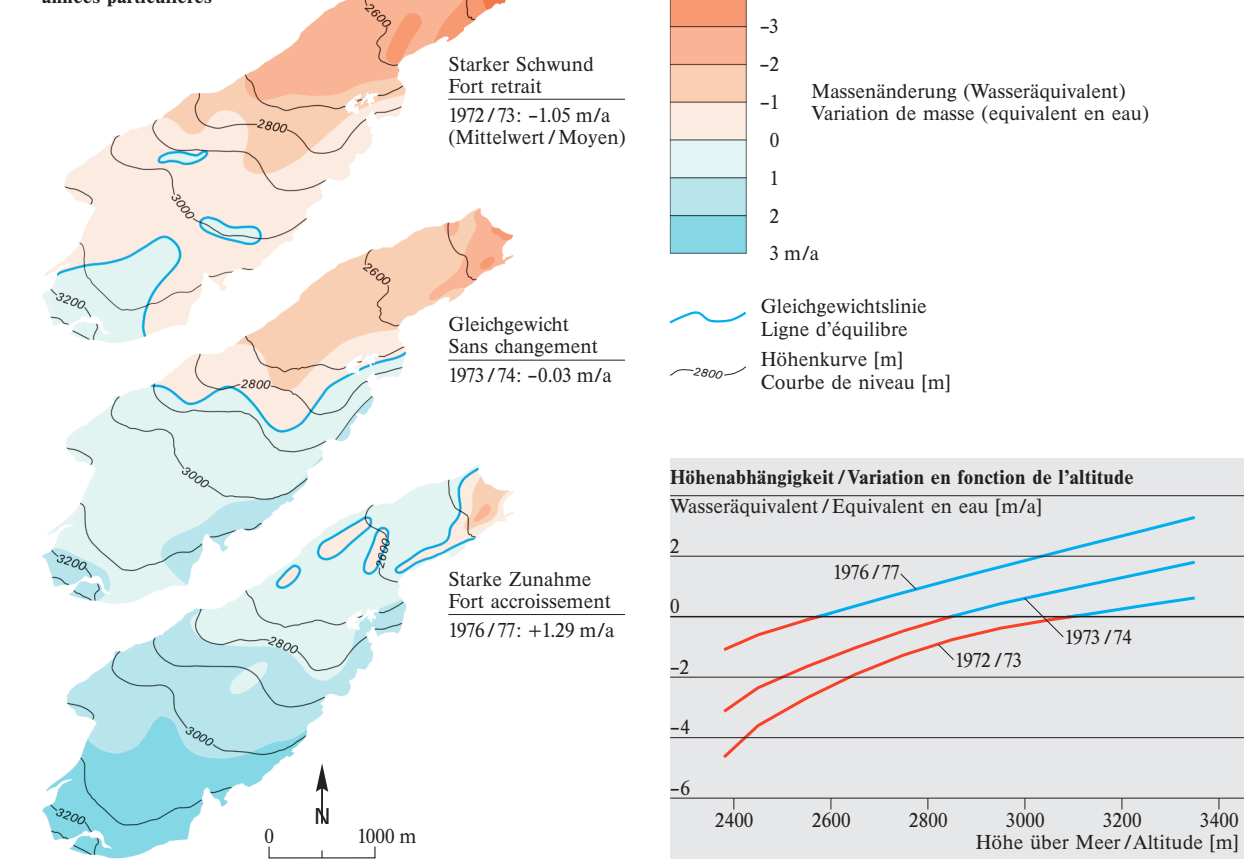 années particulières
2600
2800
3000
3200
Starker Schwund
Fort retrait
1972/73: –1.05 m/a
(Mittelwert/Moyen)
2600
2800
3000
3200
Gleichgewicht
Sans changement
1973/74: –0.03 m/a
2600
2800
3000
3200
Starke Zunahme
Fort accroissement
1976/77: +1.29 m/a
N
0 1000 m
–3
–2
–1
0
1
2
3 m/a
Massenänderung (Wasseräquivalent)
Variation de masse (equivalent en eau)
Gleichgewichtslinie
Ligne d’équilibre
2800
Höhenkurve [m]
Courbe de niveau [m]
Höhenabhängigkeit/Variation en fonction de l’altitude
Wasseräquivalent/Equivalent en eau [m/a]
2
0
–2
–4
–6
1976/77
1973/74
1972/73
2400 2600 2800 3000 3200 3400
Höhe über Meer/Altitude [m]